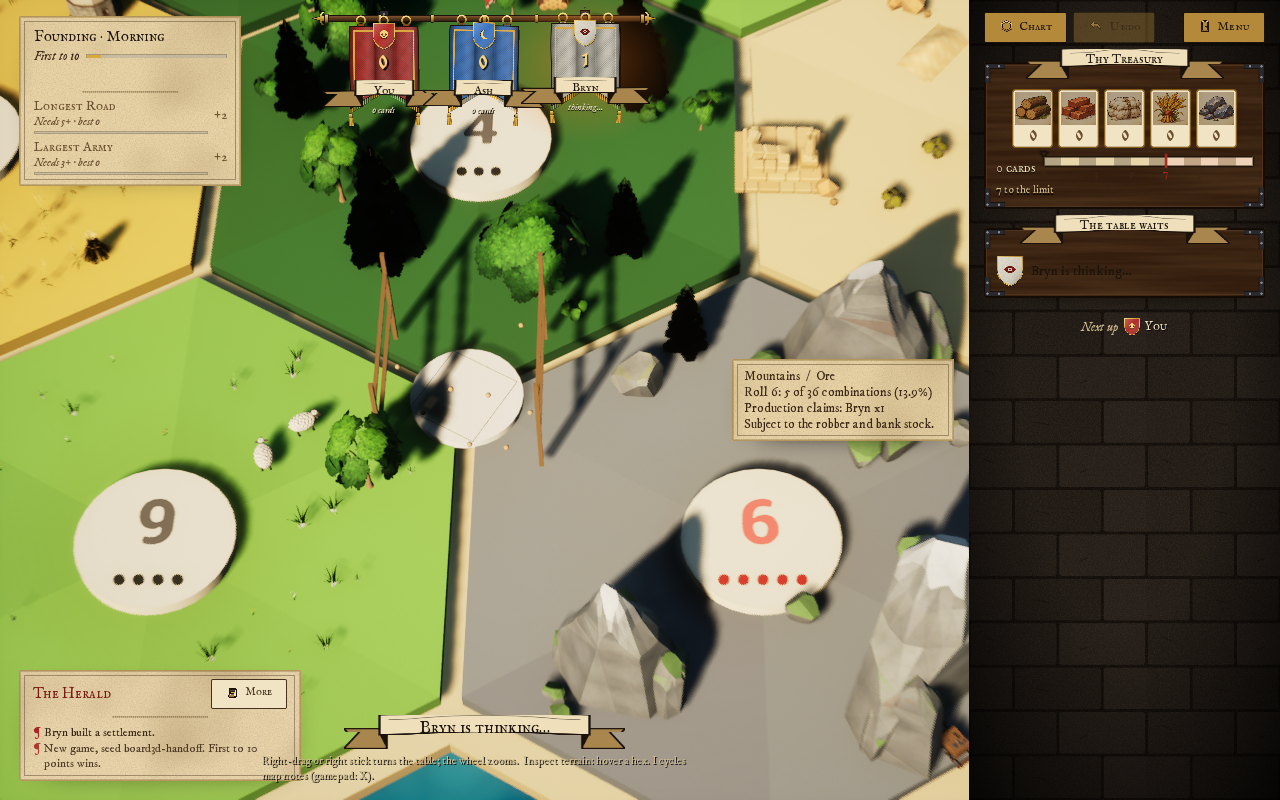 Founding · Morning
First to 10
Longest Road
Needs 5+ · best 0
+2
Largest Army
Needs 3+ · best 0
+2
0
You
0 cards
0
Ash
0 cards
1
Bryn
thinking...
4
9
6
Mountains / Ore
Roll 6: 5 of 36 combinations (13.9%)
Production claims: Bryn x1
Subject to the robber and bank stock.
The Herald
More
¶ Bryn built a settlement.
¶ New game, seed board3d-handoff. First to 10
points wins.
Bryn is thinking...
Right-drag or right stick turns the table; the wheel zooms. Inspect terrain: hover a hex. I cycles
map notes (gamepad: X).
Chart
Undo
Menu
Thy Treasury
0
0
0
0
0
0 cards
7
7 to the limit
The table waits
Bryn is thinking...
Next up You